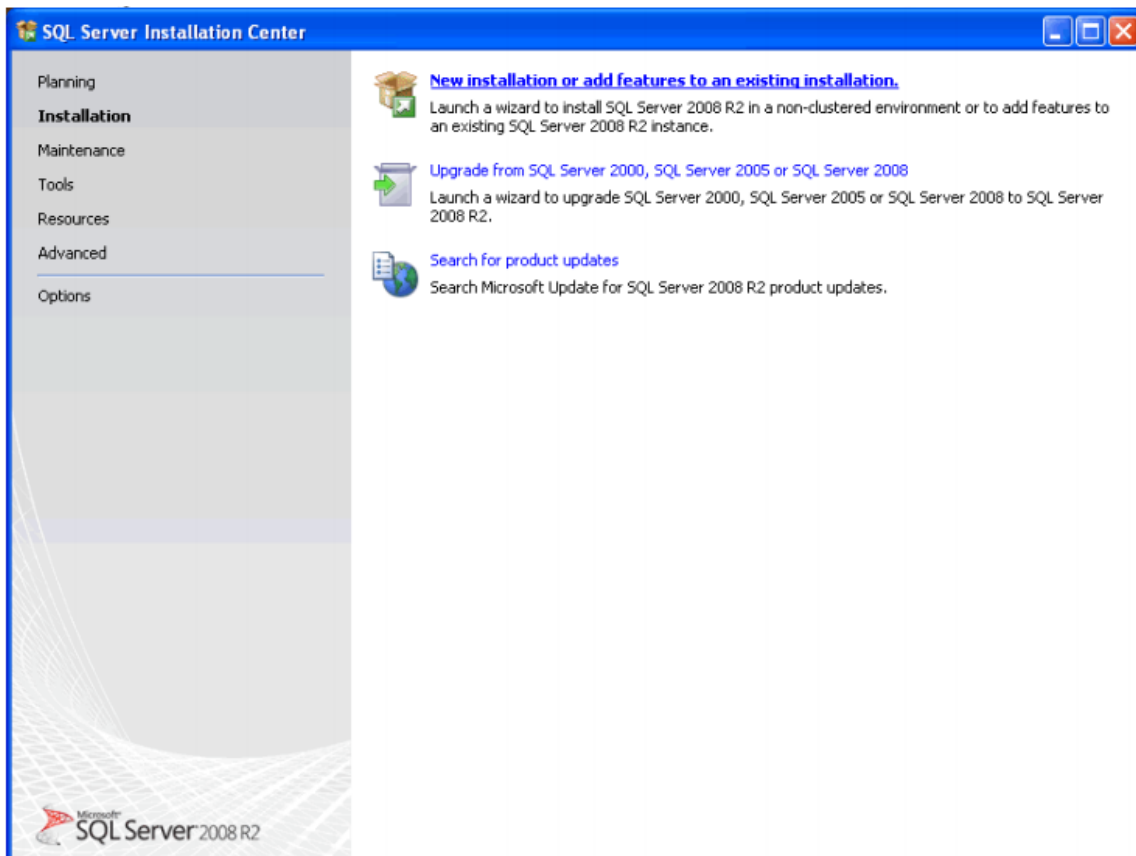 SQL Server Installation Center
Planning
Installation
Maintenance
Tools
Resources
Advanced
Options
New installation or add features to an existing installation.
Launch a wizard to install SQL Server 2008 R2 in a non-clustered environment or to add features to
an existing SQL Server 2008 R2 instance.
Upgrade from SQL Server 2000, SQL Server 2005 or SQL Server 2008
Launch a wizard to upgrade SQL Server 2000, SQL Server 2005 or SQL Server 2008 to SQL Server
2008 R2.
Search for product updates
Search Microsoft Update for SQL Server 2008 R2 product updates.
Microsoft
SQL Server 2008 R2